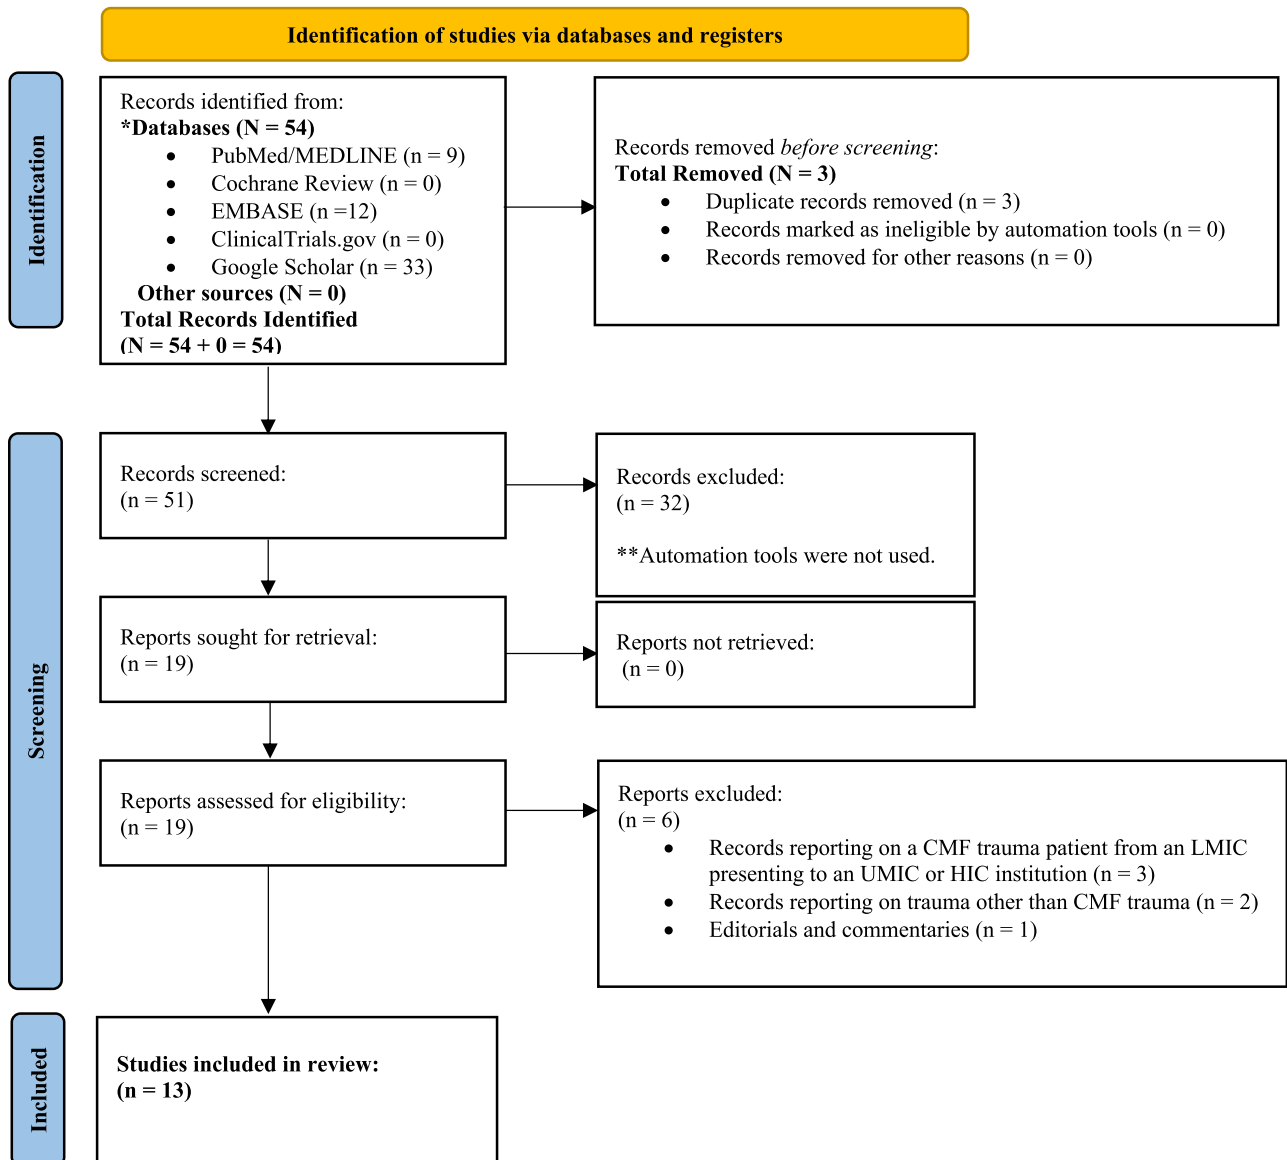 Identification of studies via databases and registers
Identification
Records identified from:
*Databases (N = 54)
• PubMed/MEDLINE (n = 9)
• Cochrane Review (n = 0)
• EMBASE (n =12)
• ClinicalTrials.gov (n = 0)
• Google Scholar (n = 33)
Other sources (N = 0)
Total Records Identified
(N = 54 + 0 = 54)
Records removed before screening:
Total Removed (N = 3)
• Duplicate records removed (n = 3)
• Records marked as ineligible by automation tools (n = 0)
• Records removed for other reasons (n = 0)
Screening
Records screened:
(n = 51)
Records excluded:
(n = 32)
**Automation tools were not used.
Reports sought for retrieval:
(n = 19)
Reports not retrieved:
(n = 0)
Reports assessed for eligibility:
(n = 19)
Reports excluded:
(n = 6)
• Records reporting on a CMF trauma patient from an LMIC
presenting to an UMIC or HIC institution (n = 3)
• Records reporting on trauma other than CMF trauma (n = 2)
• Editorials and commentaries (n = 1)
Included
Studies included in review:
(n = 13)